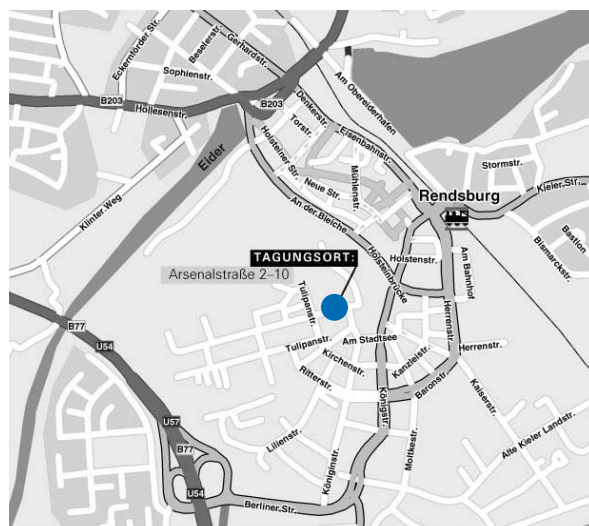 Eckernförder Str.
Beselerstr.
Gerhardstr.
Sophienstr.
Am Obereiderhafen
B203
Hollesenstr.
B203
Denkerstr.
Torstr.
Eisenbahnstr.
Eider
Holsteiner Str.
Mühlenstr.
Neue Str.
Stormstr.
Klinter Weg
An der Bleiche
Rendsburg
Kieler Str.
Bastion
Bismarckstr.
TAGUNGSORT:
Arsenalstraße 2–10
Holsteinbrücke
Holstenstr.
Am Bahnhof
Tulipanstr.
B77
U54
Herrenstr.
Tulipanstr.
Am Stadtsee
Kirchenstr.
Kanzleistr.
Herrenstr.
Ritterstr.
Baronstr.
Kaiserstr.
Königstr.
U57
Lilienstr.
Moltkestr.
Alte Kieler Landstr.
B77
Königinstr.
U54
Berliner Str.